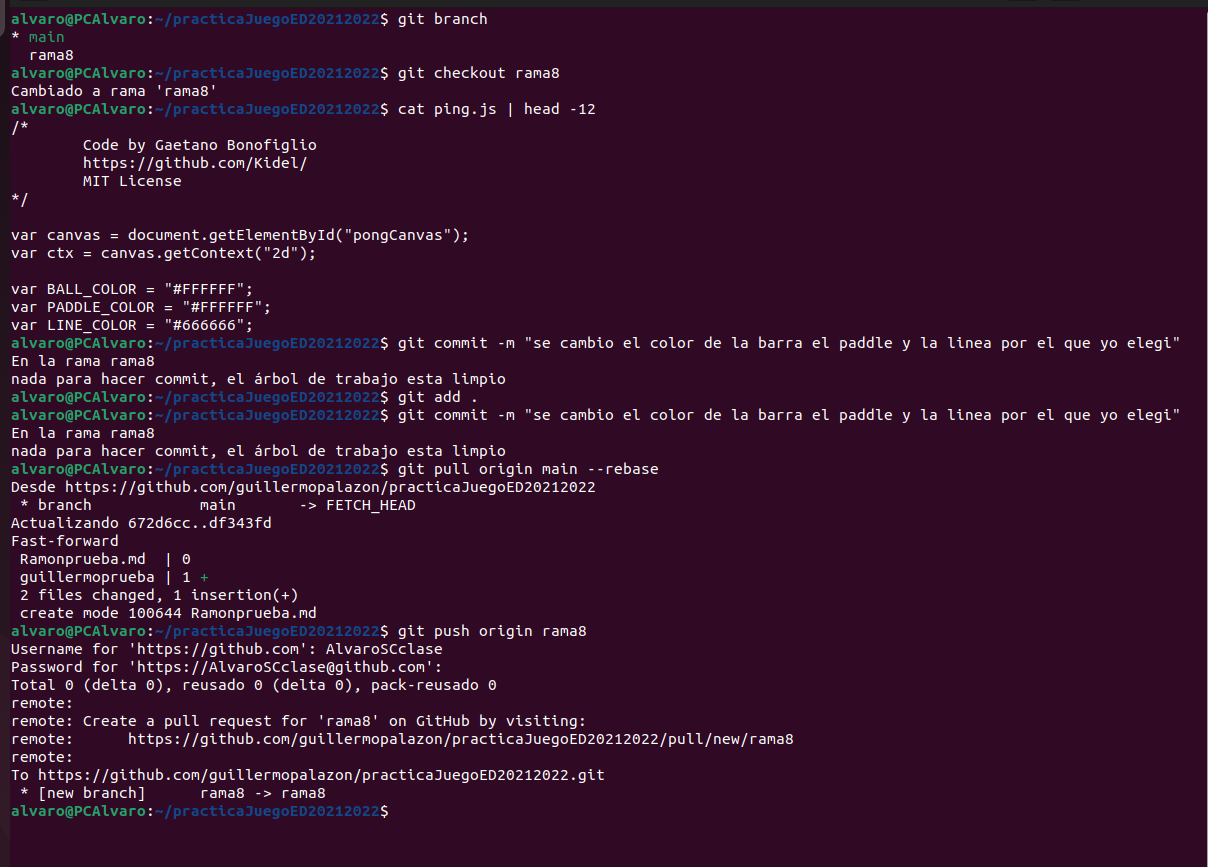 alvaro@PCAlvaro:~/practicaJuegoED20212022$ git branch
* main
  rama8
alvaro@PCAlvaro:~/practicaJuegoED20212022$ git checkout rama8
Cambiado a rama 'rama8'
alvaro@PCAlvaro:~/practicaJuegoED20212022$ cat ping.js | head -12
/*
        Code by Gaetano Bonofiglio
        https://github.com/Kidel/
        MIT License
*/

var canvas = document.getElementById("pongCanvas");
var ctx = canvas.getContext("2d");

var BALL_COLOR = "#FFFFFF";
var PADDLE_COLOR = "#FFFFFF";
var LINE_COLOR = "#666666";
alvaro@PCAlvaro:~/practicaJuegoED20212022$ git commit -m "se cambio el color de la barra el paddle y la linea por el que yo elegi"
En la rama rama8
nada para hacer commit, el árbol de trabajo esta limpio
alvaro@PCAlvaro:~/practicaJuegoED20212022$ git add .
alvaro@PCAlvaro:~/practicaJuegoED20212022$ git commit -m "se cambio el color de la barra el paddle y la linea por el que yo elegi"
En la rama rama8
nada para hacer commit, el árbol de trabajo esta limpio
alvaro@PCAlvaro:~/practicaJuegoED20212022$ git pull origin main --rebase
Desde https://github.com/guillermopalazon/practicaJuegoED20212022
 * branch            main       -> FETCH_HEAD
Actualizando 672d6cc..df343fd
Fast-forward
 Ramonprueba.md  | 0
 guillermoprueba | 1 +
 2 files changed, 1 insertion(+)
 create mode 100644 Ramonprueba.md
alvaro@PCAlvaro:~/practicaJuegoED20212022$ git push origin rama8
Username for 'https://github.com': AlvaroSCclase
Password for 'https://AlvaroSCclase@github.com':
Total 0 (delta 0), reusado 0 (delta 0), pack-reusado 0
remote:
remote: Create a pull request for 'rama8' on GitHub by visiting:
remote:      https://github.com/guillermopalazon/practicaJuegoED20212022/pull/new/rama8
remote:
To https://github.com/guillermopalazon/practicaJuegoED20212022.git
 * [new branch]      rama8 -> rama8
alvaro@PCAlvaro:~/practicaJuegoED20212022$